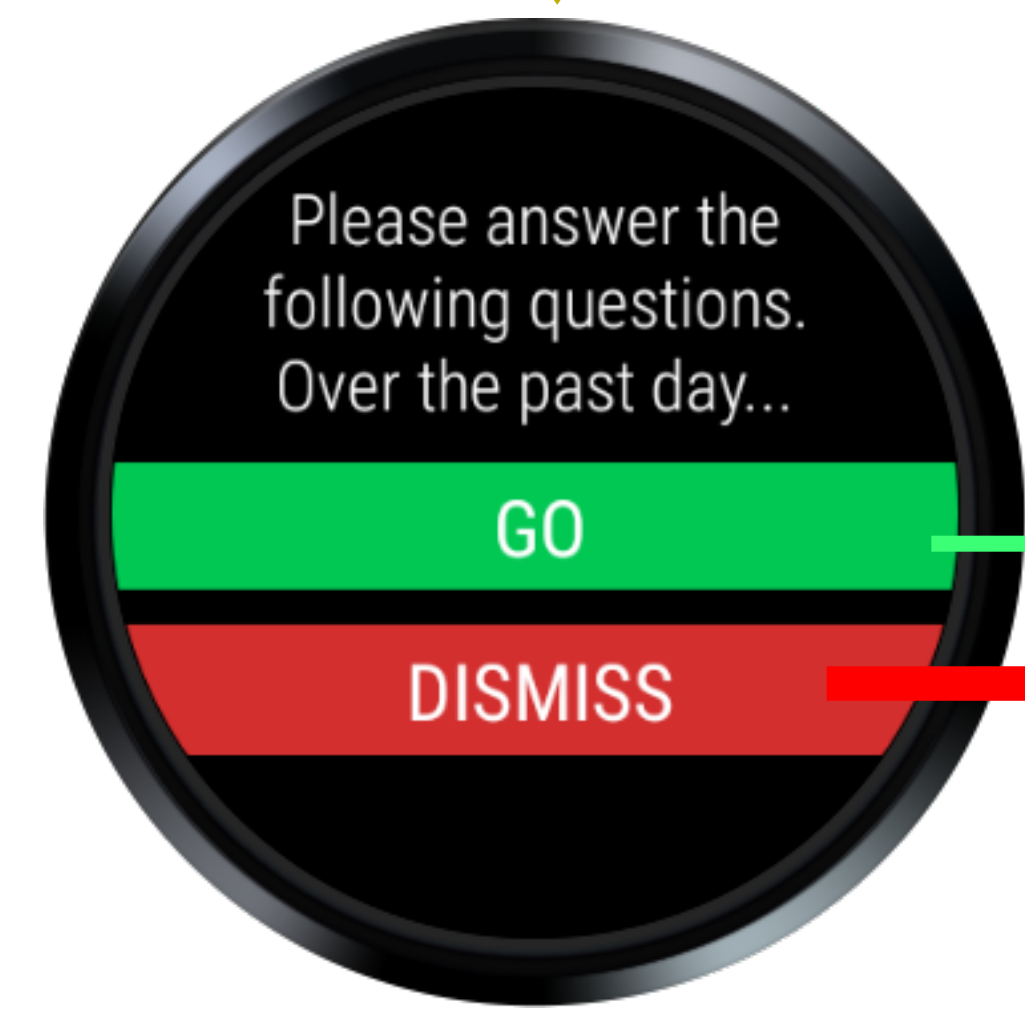 Please answer the
following questions.
Over the past day...
GO
DISMISS